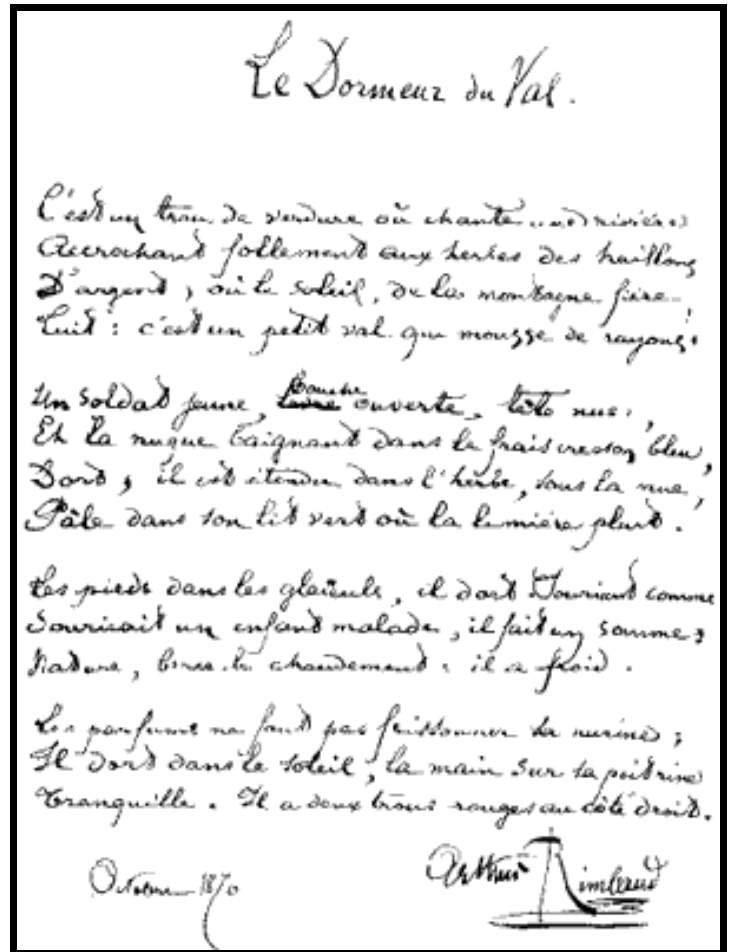 Le Dormeur du Val.
C'est un trou de verdure où chante une rivière
Accrochant follement aux herbes des haillons
D'argent ; où le soleil, de la montagne fière,
Luit : c'est un petit val qui mousse de rayons.
Un soldat jeune, bouche ouverte, tête nue,
Et la nuque baignant dans le frais cresson bleu,
Dort ; il est étendu dans l'herbe, sous la nue,
Pâle dans son lit vert où la lumière pleut.
Les pieds dans les glaïeuls, il dort. Souriant comme
Sourirait un enfant malade, il fait un somme :
Nature, berce-le chaudement : il a froid.
Les parfums ne font pas frissonner sa narine ;
Il dort dans le soleil, la main sur sa poitrine
Tranquille. Il a deux trous rouges au côté droit.
Arthur Rimbaud
Octobre 1870